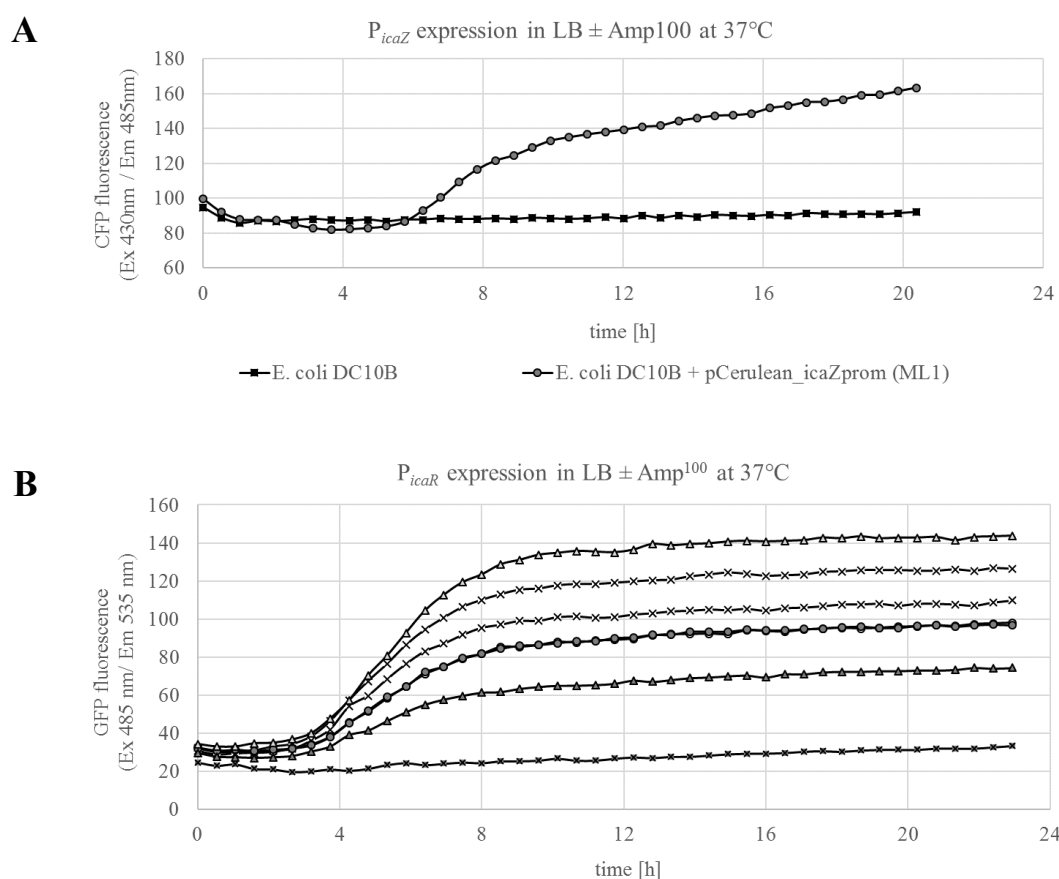 A
PicaZ expression in LB ± Amp100 at 37°C
CFP fluorescence
(Ex 430nm / Em 485nm)
180
160
140
120
100
80
60
0 4 8 12 16 20 24
time [h]
E. coli DC10B E. coli DC10B + pCerulean_icaZprom (ML1)
B
PicaR expression in LB ± Amp100 at 37°C
GFP fluorescence
(Ex 485 nm/ Em 535 nm)
160
140
120
100
80
60
40
20
0
0 4 8 12 16 20 24
time [h]